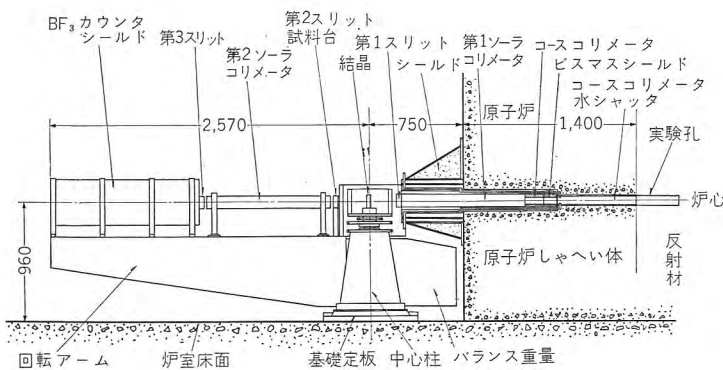 BF₃カウンタ
シールド
第3スリット
第2ソーラ
コリメータ
第2スリット
試料台
結晶
第1スリット
シールド
第1ソーラ
コリメータ
コースコリメータ
ビスマスシールド
コースコリメータ
水シャッタ
原子炉
2,570
750
1,400
実験孔
炉心
960
原子炉しゃへい体
反射材
回転アーム
炉室床面
基礎定板
中心柱
バランス重量